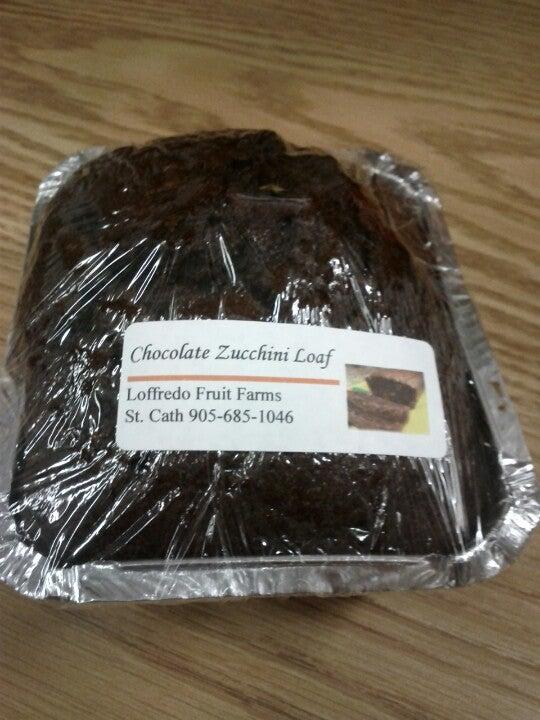 Chocolate Zucchini Loaf
Loffredo Fruit Farms
St. Cath 905-685-1046